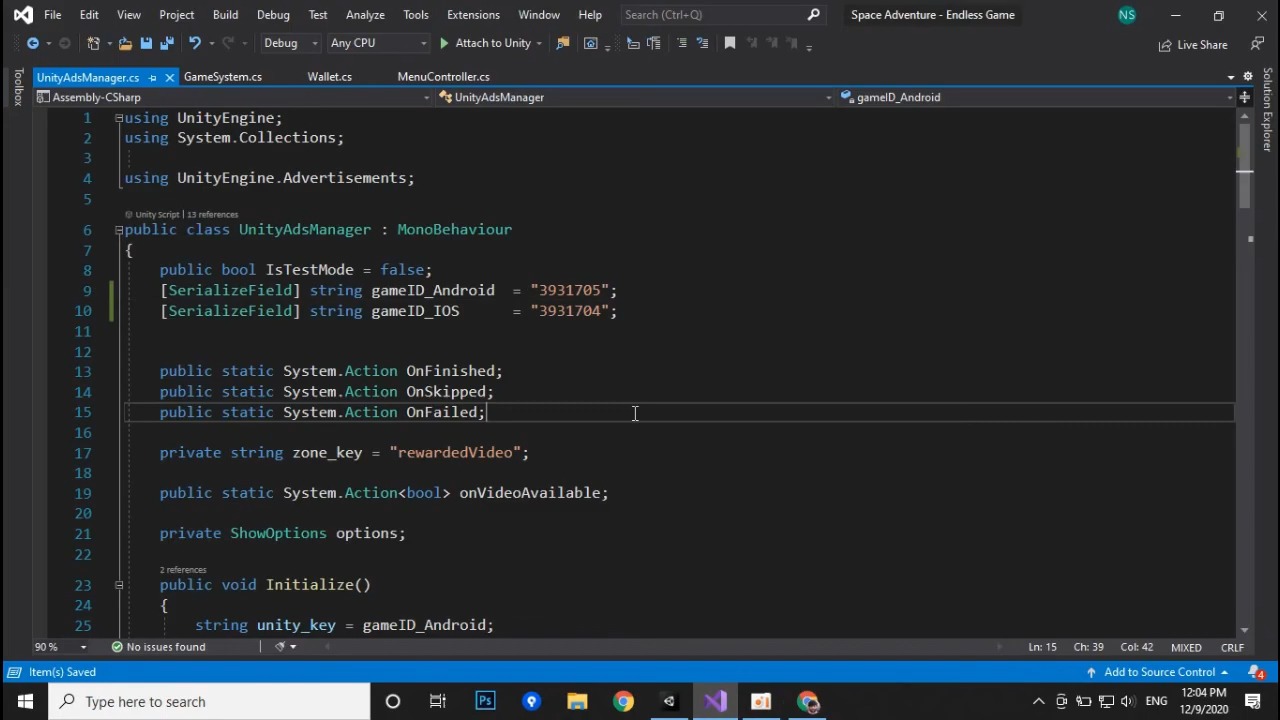 File Edit View Project Build Debug Test Analyze Tools Extensions Window Help Search (Ctrl+Q) Space Adventure - Endless Game NS
Debug Any CPU Attach to Unity Live Share
UnityAdsManager.cs GameSystem.cs Wallet.cs MenuController.cs
Assembly-CSharp UnityAdsManager gameID_Android
Toolbox
Solution Explorer
1 using UnityEngine;
2 using System.Collections;
3
4 using UnityEngine.Advertisements;
5
Unity Script | 13 references
6 public class UnityAdsManager : MonoBehaviour
7 {
8 public bool IsTestMode = false;
9 [SerializeField] string gameID_Android = "3931705";
10 [SerializeField] string gameID_IOS = "3931704";
11
12
13 public static System.Action OnFinished;
14 public static System.Action OnSkipped;
15 public static System.Action OnFailed;
16
17 private string zone_key = "rewardedVideo";
18
19 public static System.Action<bool> onVideoAvailable;
20
21 private ShowOptions options;
22
2 references
23 public void Initialize()
24 {
25 string unity_key = gameID_Android;
90 % No issues found Ln: 15 Ch: 39 Col: 42 MIXED CRLF
Item(s) Saved Add to Source Control 4
Type here to search Ps ENG 12:04 PM
12/9/2020